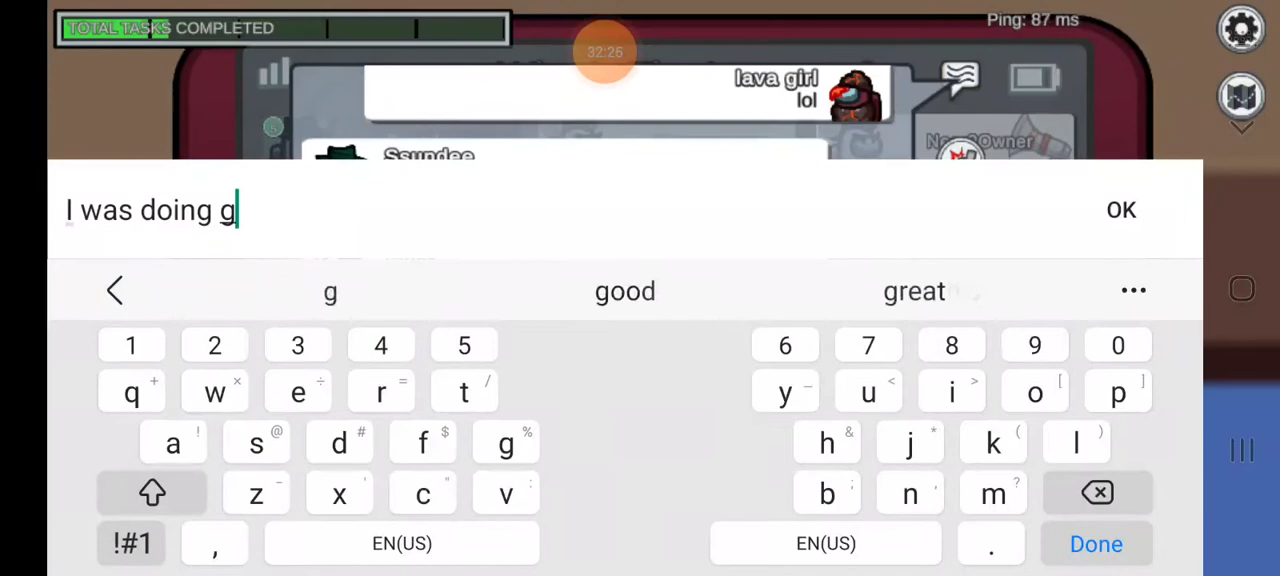 TOTAL TASKS COMPLETED
32:26
Ping: 87 ms
lava girl
lol
Ssundee
I was doing g
OK
g good great
1 2 3 4 5 6 7 8 9 0
q + w × e ÷ r = t / y _ u < i > o [ p ]
a ! s @ d # f $ g % h & j * k ( l )
z - x ' c " v : b ; n , m ?
!#1 , EN(US) EN(US) . Done